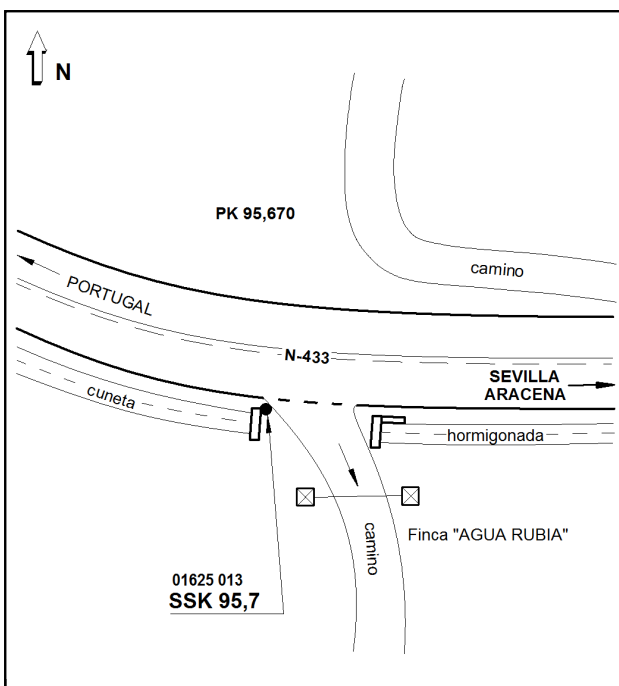 N
PK 95,670
camino
PORTUGAL
N-433
SEVILLA
ARACENA
cuneta
hormigonada
Finca "AGUA RUBIA"
camino
01625 013
SSK 95,7